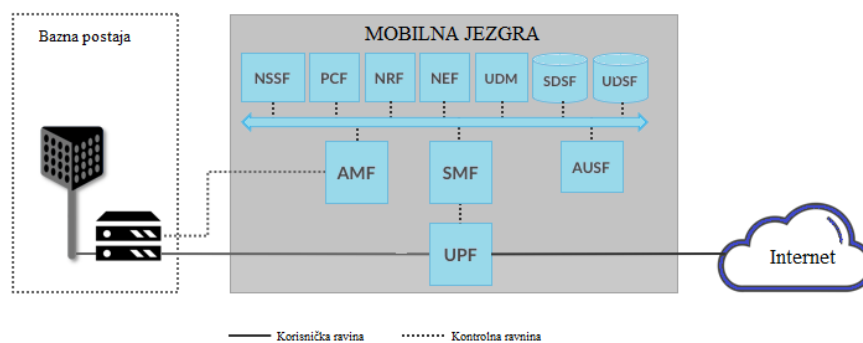 Bazna postaja
MOBILNA JEZGRA
NSSF PCF NRF NEF UDM SDSF UDSF
AMF SMF AUSF
UPF
Internet
Korisnička ravina Kontrolna ravnina